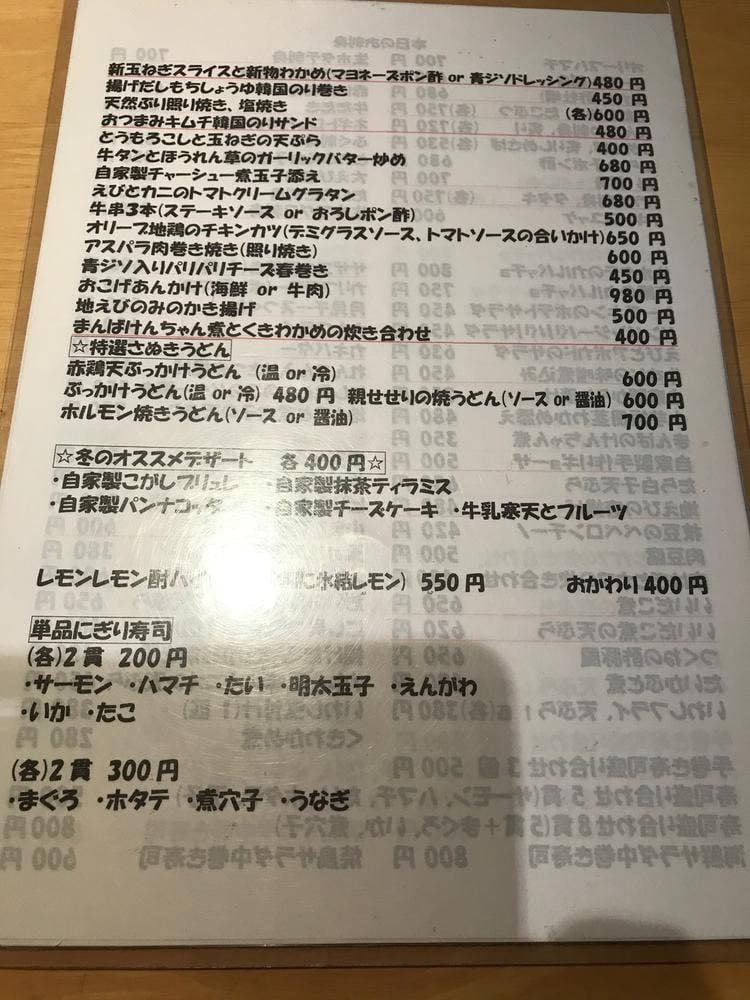 新玉ねぎスライスと新物わかめ(マヨネーズポン酢 or 青ジソドレッシング)480 円
揚げだしもちしょうゆ韓国のり巻き 450 円
天然ぶり照り焼き、塩焼き (各)600 円
おつまみキムチ韓国のりサンド 480 円
とうもろこしと玉ねぎの天ぷら 400 円
牛タンとほうれん草のガーリックバター炒め 680 円
自家製チャーシュー煮玉子添え 700 円
えびとカニのトマトクリームグラタン 680 円
牛串3本(ステーキソース or おろしポン酢) 500 円
オリーブ地鶏のチキンカツ(デミグラスソース、トマトソースの合いかけ)650 円
アスパラ肉巻き焼き(照り焼き) 600 円
青ジソ入りパリパリチーズ春巻き 450 円
おこげあんかけ(海鮮 or 牛肉) 980 円
地えびのみのかき揚げ 500 円
まんばけんちゃん煮とくきわかめの炊き合わせ 400 円
☆特選さぬきうどん
赤鶏天ぶっかけうどん (温 or 冷) 600 円
ぶっかけうどん(温 or 冷) 480 円 親せせりの焼うどん(ソース or 醤油) 600 円
ホルモン焼きうどん(ソース or 醤油) 700 円
☆冬のオススメデザート 各 400 円☆
・自家製こがしブリュレ ・自家製抹茶ティラミス
・自家製パンナコッタ ・自家製チーズケーキ ・牛乳寒天とフルーツ
レモンレモン酎ハイ に氷結レモン) 550 円 おかわり 400 円
単品にぎり寿司
(各)2 貫 200 円
・サーモン ・ハマチ ・たい ・明太玉子 ・えんがわ
・いか ・たこ
(各)2 貫 300 円
・まぐろ ・ホタテ ・煮穴子 ・うなぎ